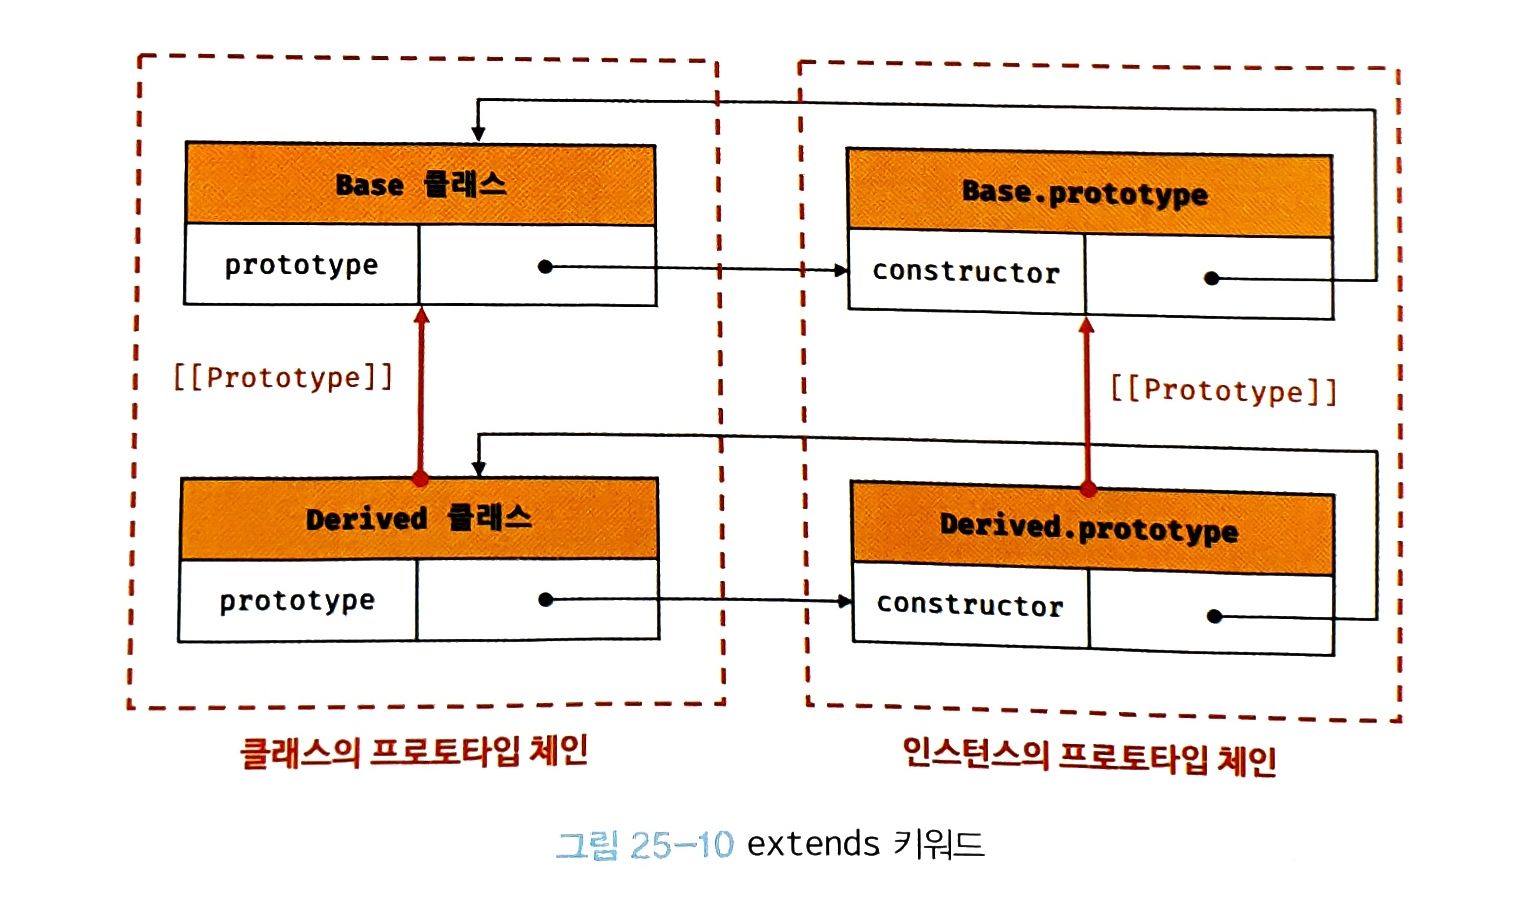 Base 클래스
prototype
Base.prototype
constructor
[[Prototype]]
[[Prototype]]
Derived 클래스
prototype
Derived.prototype
constructor
클래스의 프로토타입 체인
인스턴스의 프로토타입 체인
그림 25-10 extends 키워드